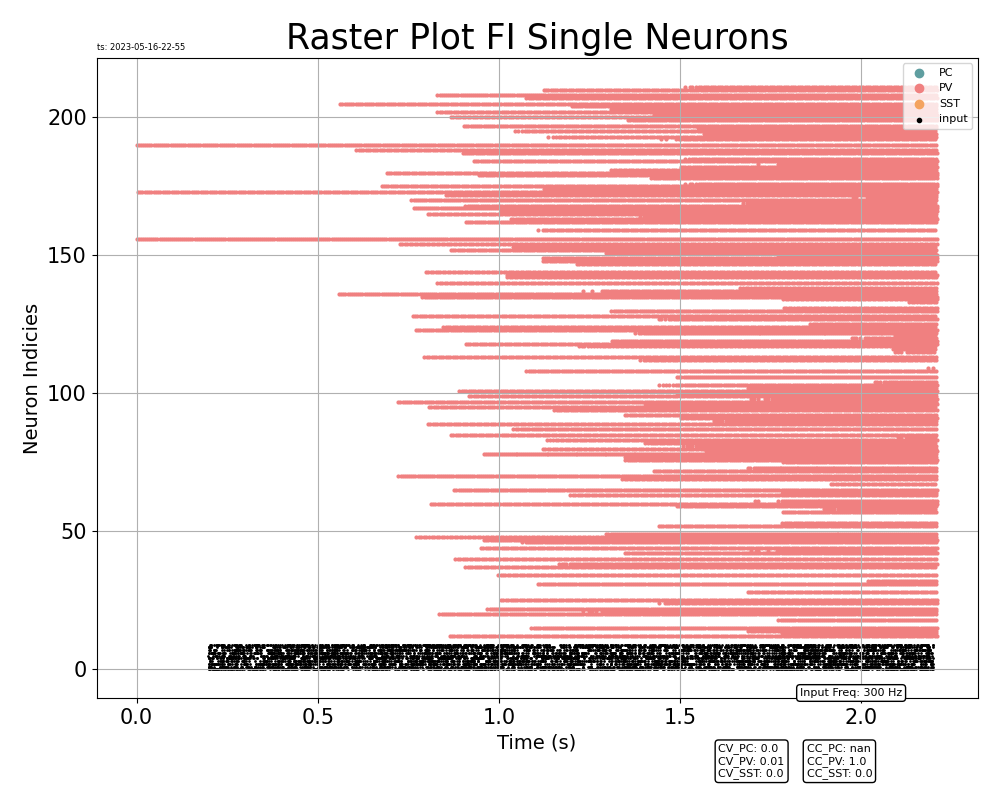 Raster Plot FI Single Neurons
ts: 2023-05-16-22-55
PC
PV
SST
input
200
150
100
50
0
Neuron Indicies
0.0 0.5 1.0 1.5 2.0
Time (s)
Input Freq: 300 Hz
CV_PC: 0.0
CV_PV: 0.01
CV_SST: 0.0
CC_PC: nan
CC_PV: 1.0
CC_SST: 0.0